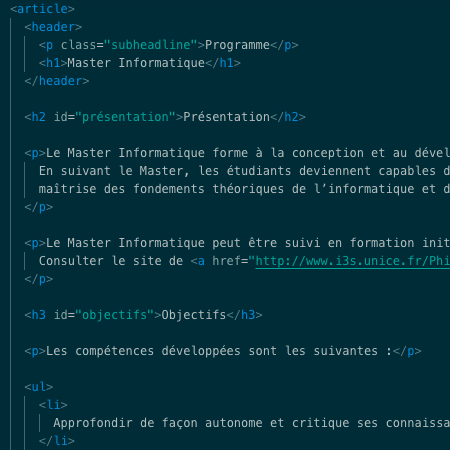 <article>
<header>
<p class="subheadline">Programme</p>
<h1>Master Informatique</h1>
</header>
<h2 id="présentation">Présentation</h2>
<p>Le Master Informatique forme à la conception et au dével
En suivant le Master, les étudiants deviennent capables d
maîtrise des fondements théoriques de l’informatique et d
</p>
<p>Le Master Informatique peut être suivi en formation init
Consulter le site de <a href="http://www.i3s.unice.fr/Phi
</p>
<h3 id="objectifs">Objectifs</h3>
<p>Les compétences développées sont les suivantes :</p>
<ul>
<li>
Approfondir de façon autonome et critique ses connaissa
</li>